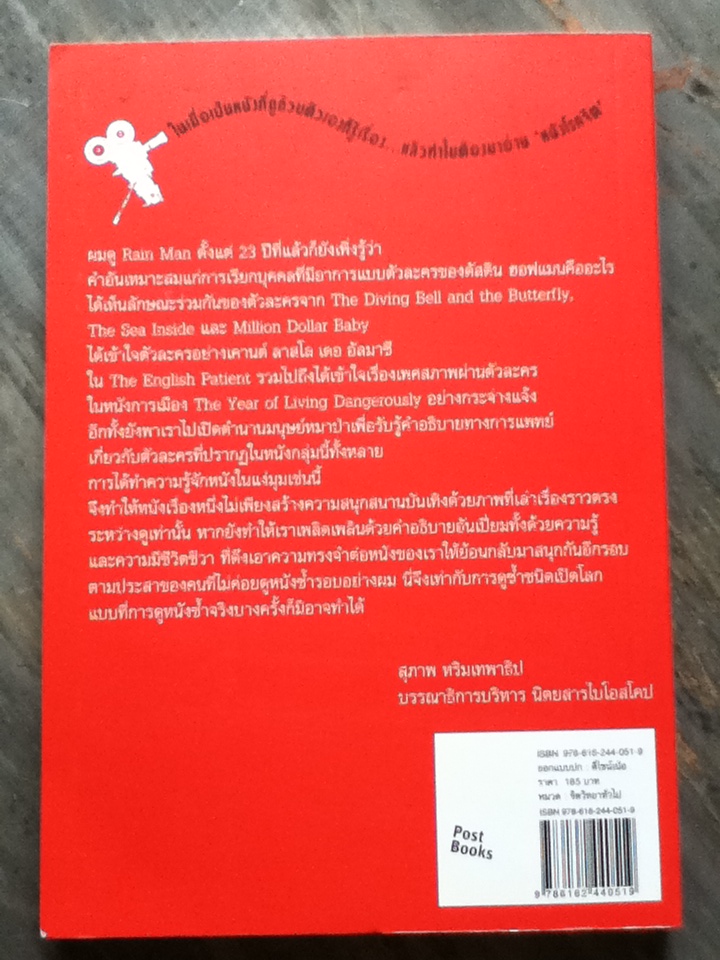 ในเมื่อเป็นหนังที่ดูด้วยตัวเองก็รู้เรื่อง... แล้วทำไมต้องมาอ่าน 'หนังโรคจิต'
ผมดู Rain Man ตั้งแต่ 23 ปีที่แล้วก็ยังเพิ่งรู้ว่า
คำอันเหมาะสมแก่การเรียกบุคคลที่มีอาการแบบตัวละครของดัสติน ฮอฟแมนคืออะไร
ได้เห็นลักษณะร่วมกันของตัวละครจาก The Diving Bell and the Butterfly,
The Sea Inside และ Million Dollar Baby
ได้เข้าใจตัวละครอย่างเคานต์ ลาสโล เดอ อัลมาซี
ใน The English Patient รวมไปถึงได้เข้าใจเรื่องเพศสภาพผ่านตัวละคร
ในหนังการเมือง The Year of Living Dangerously อย่างกระจ่างแจ้ง
อีกทั้งยังพาเราไปเปิดตำนานมนุษย์หมาป่าเพื่อรับรู้คำอธิบายทางการแพทย์
เกี่ยวกับตัวละครที่ปรากฏในหนังกลุ่มนี้ทั้งหลาย
การได้ทำความรู้จักหนังในแง่มุมเช่นนี้
จึงทำให้หนังเรื่องหนึ่งไม่เพียงสร้างความสนุกสนานบันเทิงด้วยภาพที่เล่าเรื่องราวตรง
ระหว่างดูเท่านั้น หากยังทำให้เราเพลิดเพลินด้วยคำอธิบายอันเปี่ยมทั้งด้วยความรู้
และความมีชีวิตชีวา ที่ดึงเอาความทรงจำต่อหนังของเราให้ย้อนกลับมาสนุกกันอีกรอบ
ตามประสาของคนที่ไม่ค่อยดูหนังซ้ำรอบอย่างผม นี่จึงเท่ากับการดูซ้ำชนิดเปิดโลก
แบบที่การดูหนังซ้ำจริงบางครั้งก็มิอาจทำได้
สุภาพ หริมเทพาธิป
บรรณาธิการบริหาร นิตยสารไบโอสโคป
ISBN 978-616-244-051-9
ออกแบบปก : ดีไซน์เน้อ
ราคา 185 บาท
หมวด : จิตวิทยาทั่วไป
ISBN 978-616-244-051-9
Post
Books
9 786162 440519